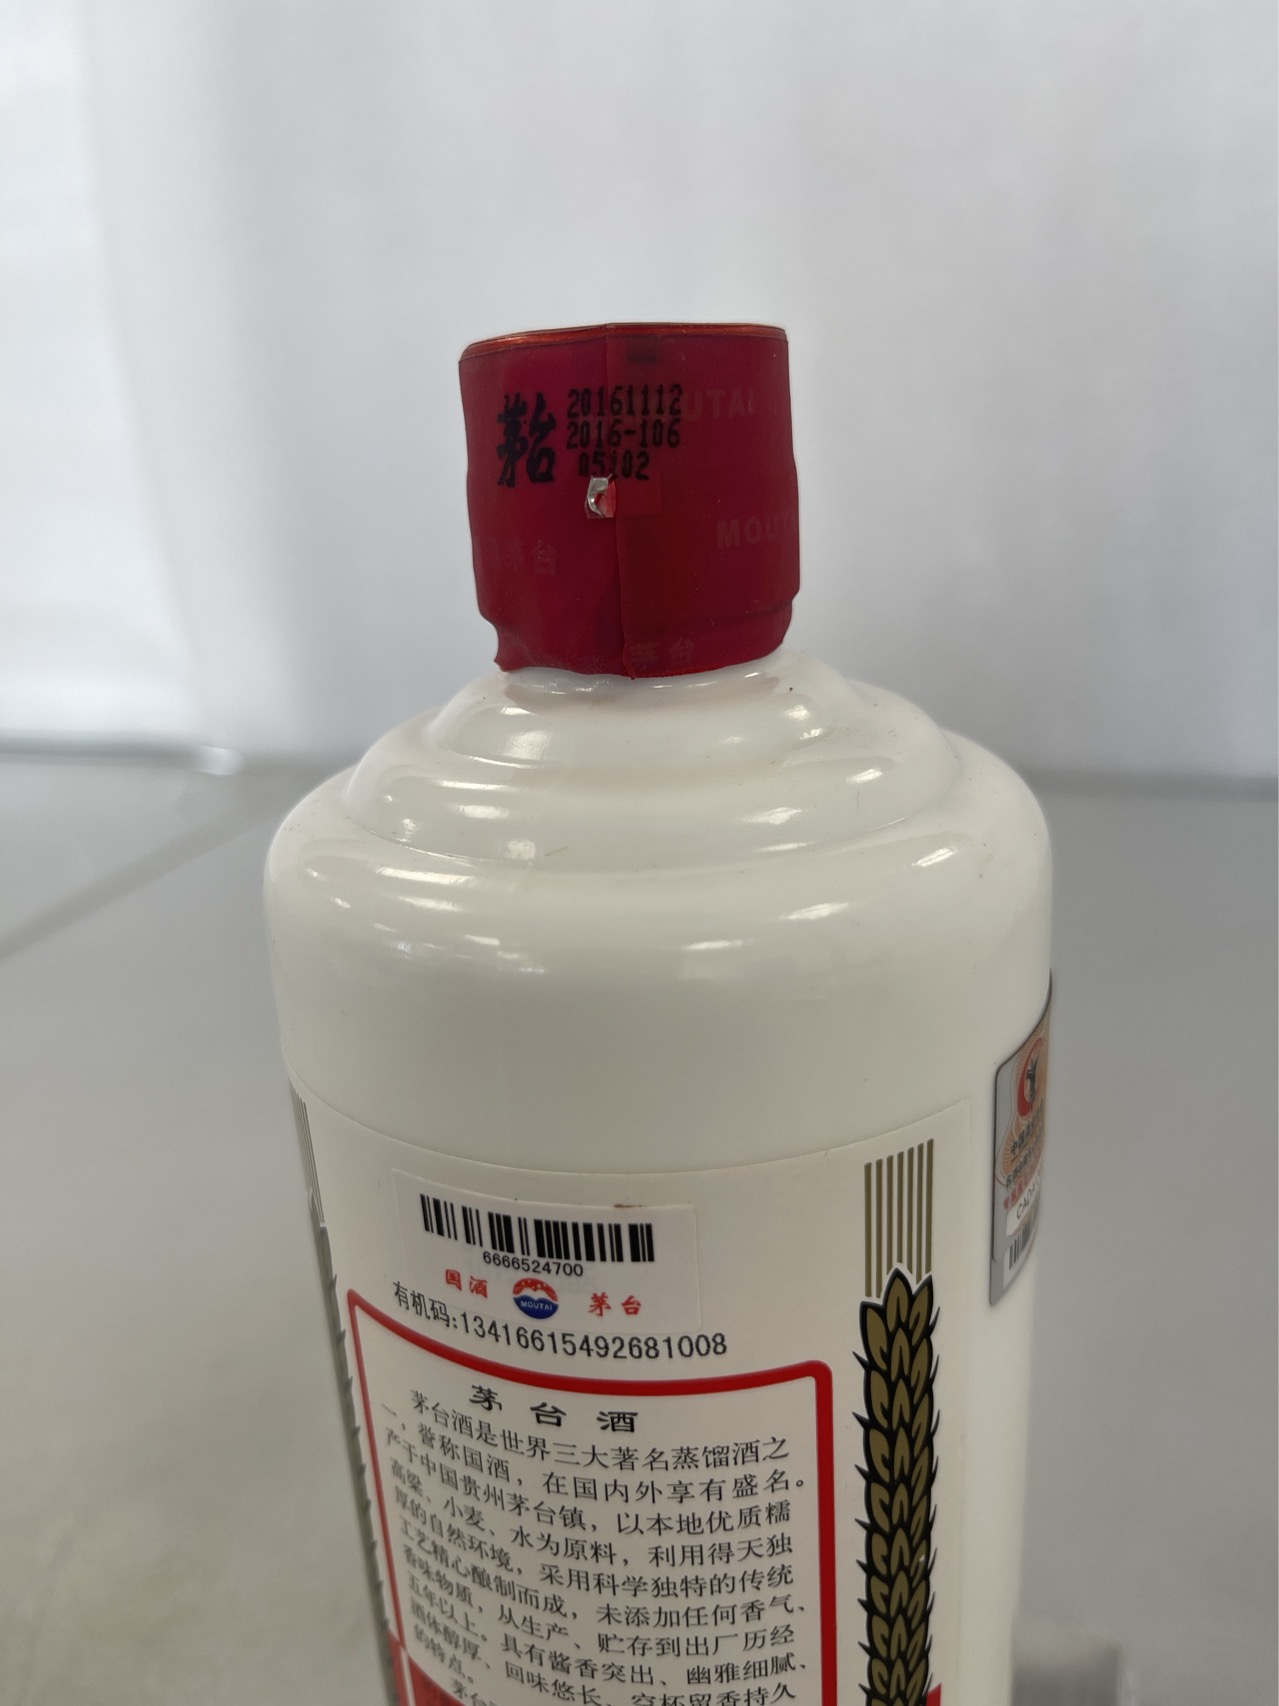 茅台
20161112
2016-106
05102
MOUTAI
MOUT
茅台
茅台
6666524700
国酒
MOUTAI
茅台
有机码:13416615492681008
茅台酒
茅台酒是世界三大著名蒸馏酒之
一，誉称国酒，在国内外享有盛名。
产于中国贵州茅台镇，以本地优质糯
高粱、小麦、水为原料，利用得天独
厚的自然环境，采用科学独特的传统
工艺精心酿制而成，未添加任何香气、
香味物质，从生产、贮存到出厂历经
五年以上。具有酱香突出、幽雅细腻、
酒体醇厚、回味悠长、空杯留香持久
的特点。
茅台